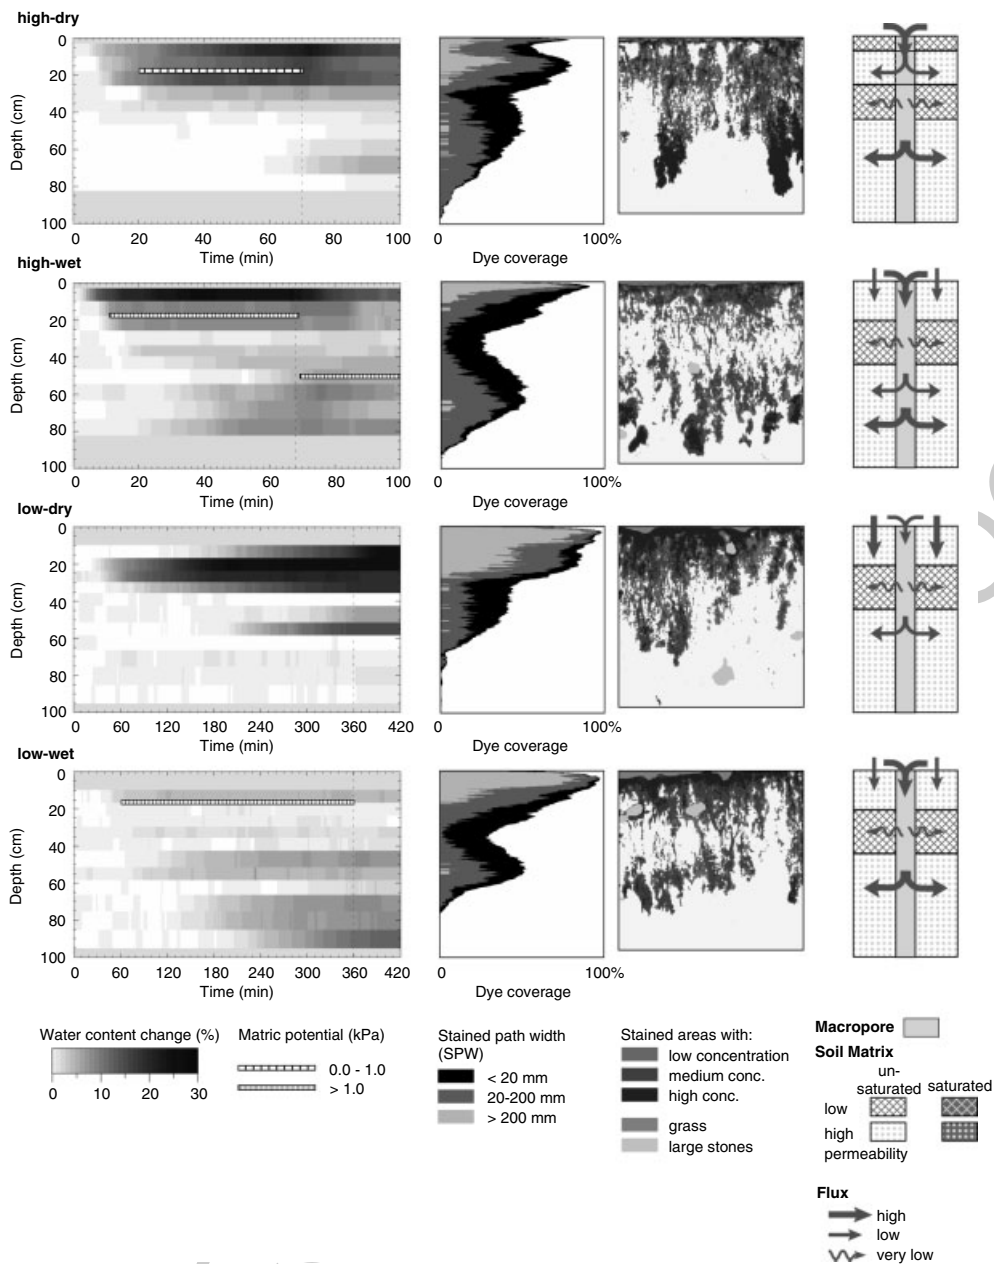 high-dry
0
20
40
60
80
100
Depth (cm)
0 20 40 60 80 100
Time (min)
0 100%
Dye coverage
high-wet
0
20
40
60
80
100
Depth (cm)
0 20 40 60 80 100
Time (min)
0 100%
Dye coverage
low-dry
0
20
40
60
80
100
Depth (cm)
0 60 120 180 240 300 360 420
Time (min)
0 100%
Dye coverage
low-wet
0
20
40
60
80
100
Depth (cm)
0 60 120 180 240 300 360 420
Time (min)
0 100%
Dye coverage
Water content change (%)
0 10 20 30
Matric potential (kPa)
0.0 - 1.0
> 1.0
Stained path width
(SPW)
< 20 mm
20-200 mm
> 200 mm
Stained areas with:
low concentration
medium conc.
high conc.
grass
large stones
Macropore
Soil Matrix
un-
saturated saturated
low
high
permeability
Flux
high
low
very low